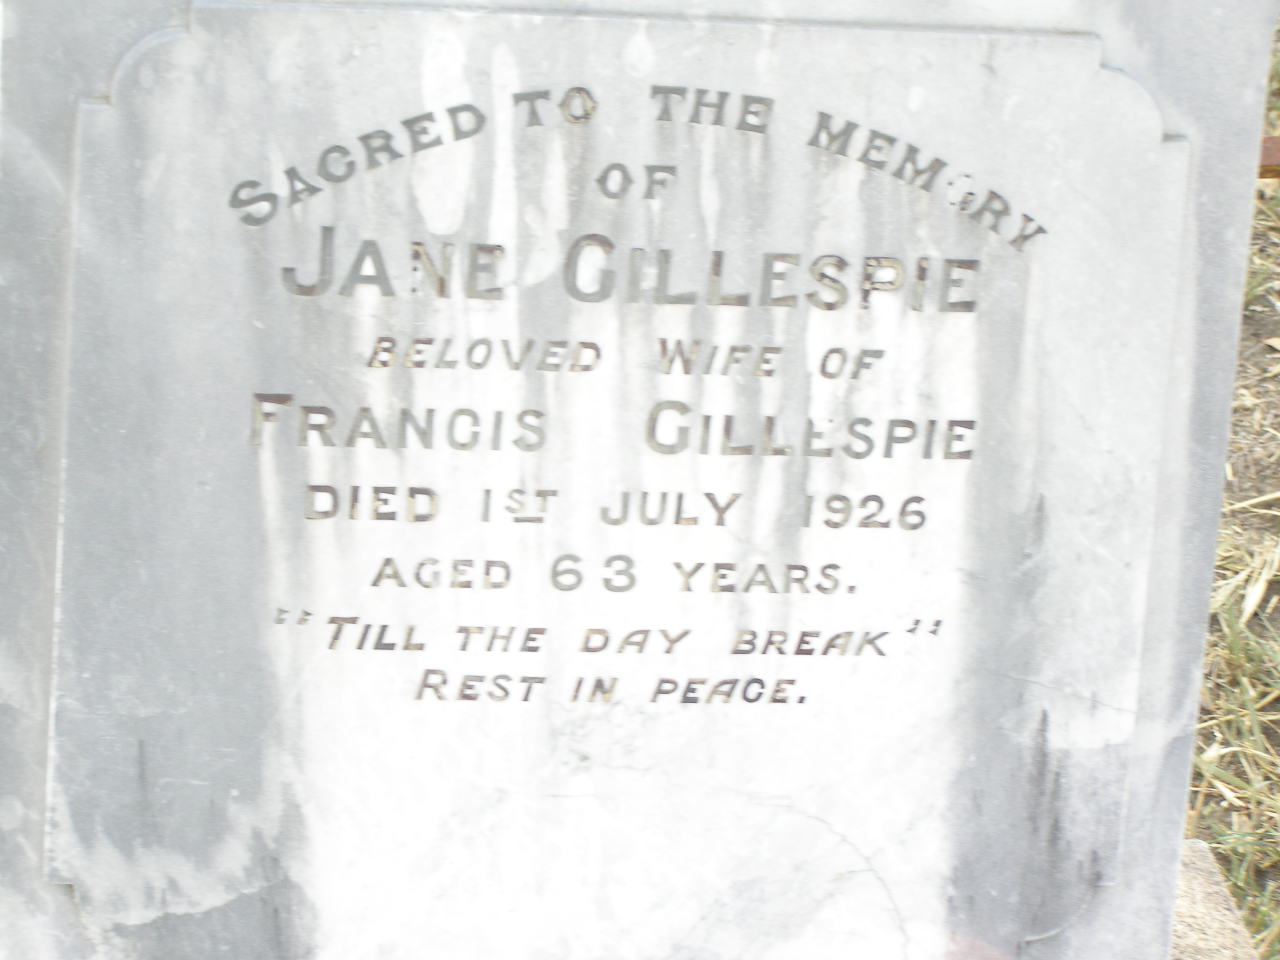 SACRED TO THE MEMORY
OF
JANE GILLESPIE
BELOVED WIFE OF
FRANCIS GILLESPIE
DIED 1ST JULY 1926
AGED 63 YEARS.
"TILL THE DAY BREAK"
REST IN PEACE.